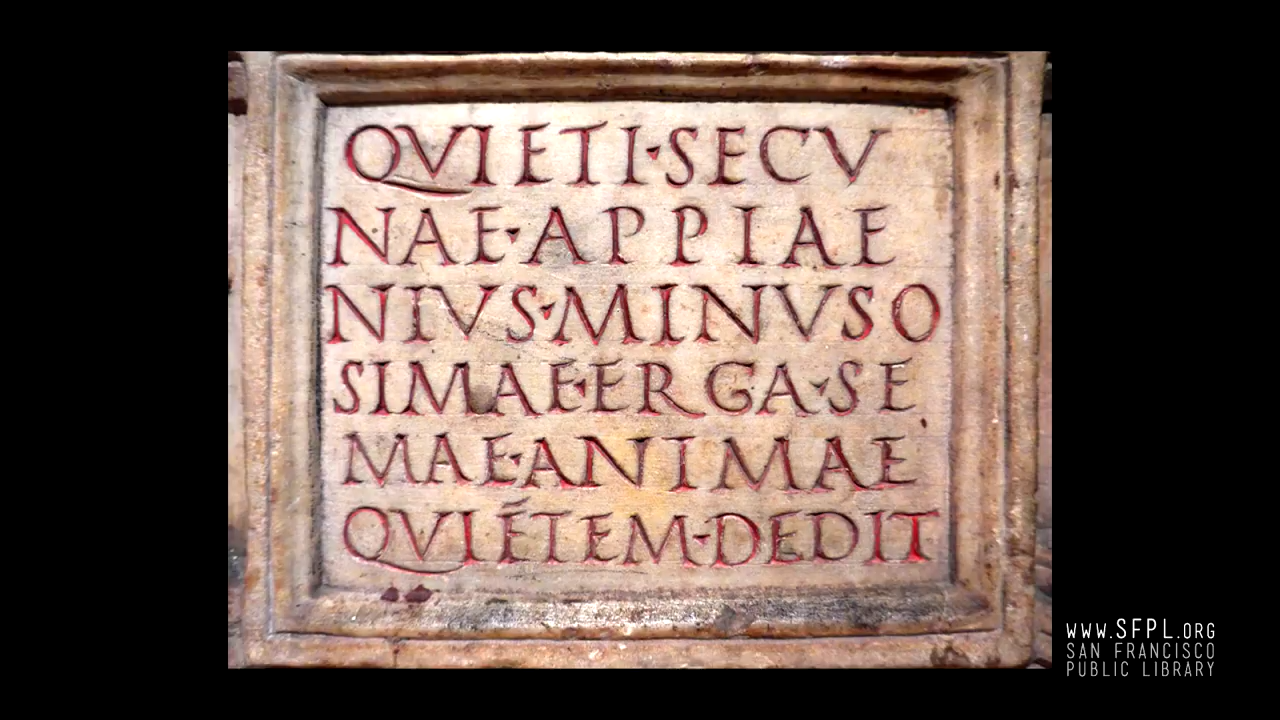 QVIETI·SECV
NAE·APPIAE
NIVS·MINVSO
SIMAE·ERGA·SE
MAE·ANIMAE
QVIÉTEM·DEDIT
WWW.SFPL.ORG
SAN FRANCISCO
PUBLIC LIBRARY